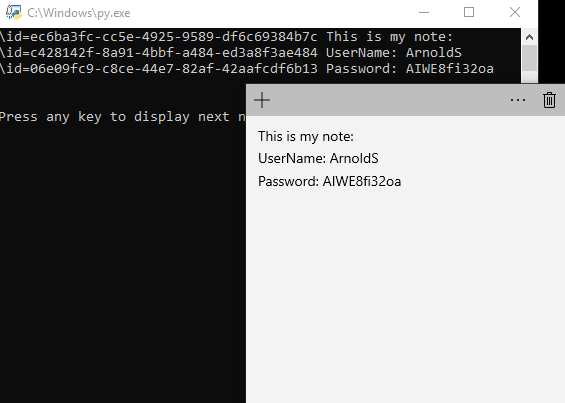 C:\Windows\py.exe
\id=ec6ba3fc-cc5e-4925-9589-df6c69384b7c This is my note:
\id=c428142f-8a91-4bbf-a484-ed3a8f3ae484 UserName: ArnoldS
\id=06e09fc9-c8ce-44e7-82af-42aafcdf6b13 Password: AIWE8fi32oa
Press any key to display next n
This is my note:
UserName: ArnoldS
Password: AIWE8fi32oa